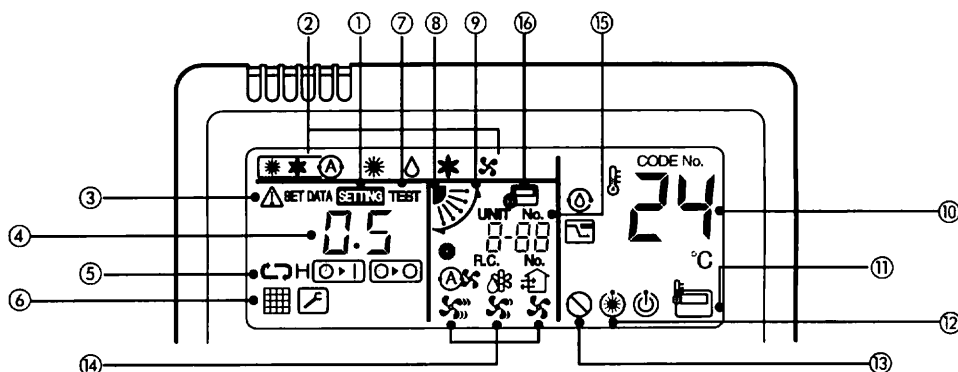 ② ① ⑦ ⑧ ⑨ ⑯ ⑮
Ⓐ CODE No.
③ SET DATA SETTING TEST UNIT No. 24 ⑩
④ 0.5 8-88
R.C. No. °C
⑤ H ⑪
Ⓐ
⑥ ⑫
⑭ ⑬